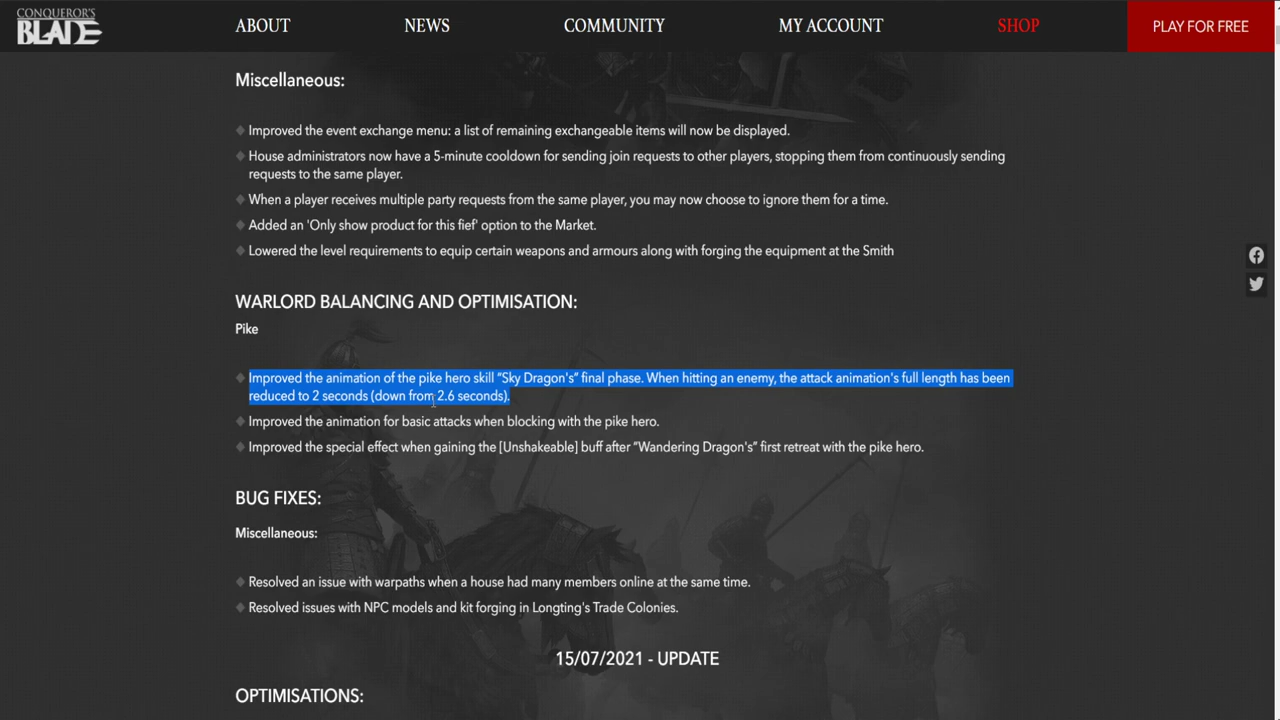 CONQUEROR'S
BLADE
ABOUT
NEWS
COMMUNITY
MY ACCOUNT
SHOP
PLAY FOR FREE
Miscellaneous:
Improved the event exchange menu: a list of remaining exchangeable items will now be displayed.
House administrators now have a 5-minute cooldown for sending join requests to other players, stopping them from continuously sending
requests to the same player.
When a player receives multiple party requests from the same player, you may now choose to ignore them for a time.
Added an 'Only show product for this fief' option to the Market.
Lowered the level requirements to equip certain weapons and armours along with forging the equipment at the Smith
WARLORD BALANCING AND OPTIMISATION:
Pike
Improved the animation of the pike hero skill “Sky Dragon's” final phase. When hitting an enemy, the attack animation's full length has been
reduced to 2 seconds (down from 2.6 seconds).
Improved the animation for basic attacks when blocking with the pike hero.
Improved the special effect when gaining the [Unshakeable] buff after “Wandering Dragon's” first retreat with the pike hero.
BUG FIXES:
Miscellaneous:
Resolved an issue with warpaths when a house had many members online at the same time.
Resolved issues with NPC models and kit forging in Longting's Trade Colonies.
15/07/2021 - UPDATE
OPTIMISATIONS: